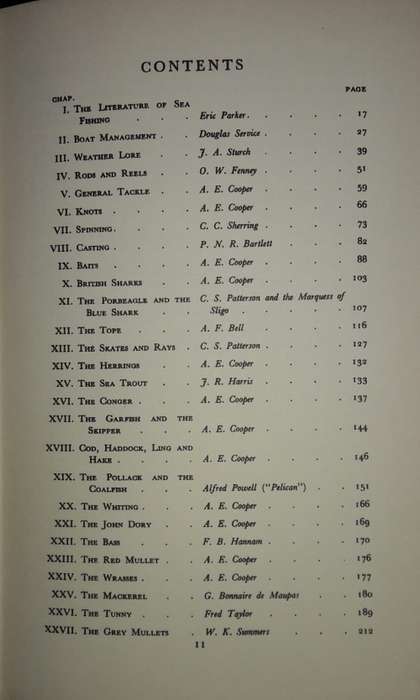 CONTENTS
CHAP. PAGE
I. THE LITERATURE OF SEA
FISHING . . . Eric Parker . . . . 17
II. BOAT MANAGEMENT . . Douglas Service . . . . 27
III. WEATHER LORE . . J. A. Sturch . . . . 39
IV. RODS AND REELS . . O. W. Fenney . . . . 51
V. GENERAL TACKLE . . A. E. Cooper . . . . 59
VI. KNOTS . . . . A. E. Cooper . . . . 66
VII. SPINNING . . . . C. C. Sherring . . . . 73
VIII. CASTING . . . . P. N. R. Bartlett . . . 82
IX. BAITS . . . . A. E. Cooper . . . . 88
X. BRITISH SHARKS . . A. E. Cooper . . . . 103
XI. THE PORBEAGLE AND THE C. S. Patterson and the Marquess of
BLUE SHARK . . Sligo . . . . 107
XII. THE TOPE . . . A. F. Bell . . . . 116
XIII. THE SKATES AND RAYS . C. S. Patterson . . . . 127
XIV. THE HERRINGS . . A. E. Cooper . . . . 132
XV. THE SEA TROUT . . J. R. Harris . . . . 133
XVI. THE CONGER . . . A. E. Cooper . . . . 137
XVII. THE GARFISH AND THE
SKIPPER . . . A. E. Cooper . . . . 144
XVIII. COD, HADDOCK, LING AND
HAKE . . . . A. E. Cooper . . . . 146
XIX. THE POLLACK AND THE
COALFISH . . . Alfred Powell ("Pelican") . . 151
XX. THE WHITING . . . A. E. Cooper . . . . 166
XXI. THE JOHN DORY . . A. E. Cooper . . . . 169
XXII. THE BASS . . . F. B. Hannam . . . . 170
XXIII. THE RED MULLET . . A. E. Cooper . . . . 176
XXIV. THE WRASSES . . . A. E. Cooper . . . . 177
XXV. THE MACKEREL . . G. Bonnaire de Maupas . . 180
XXVI. THE TUNNY . . . Fred Taylor . . . . 189
XXVII. THE GREY MULLETS . W. K. Summers . . . 212
11